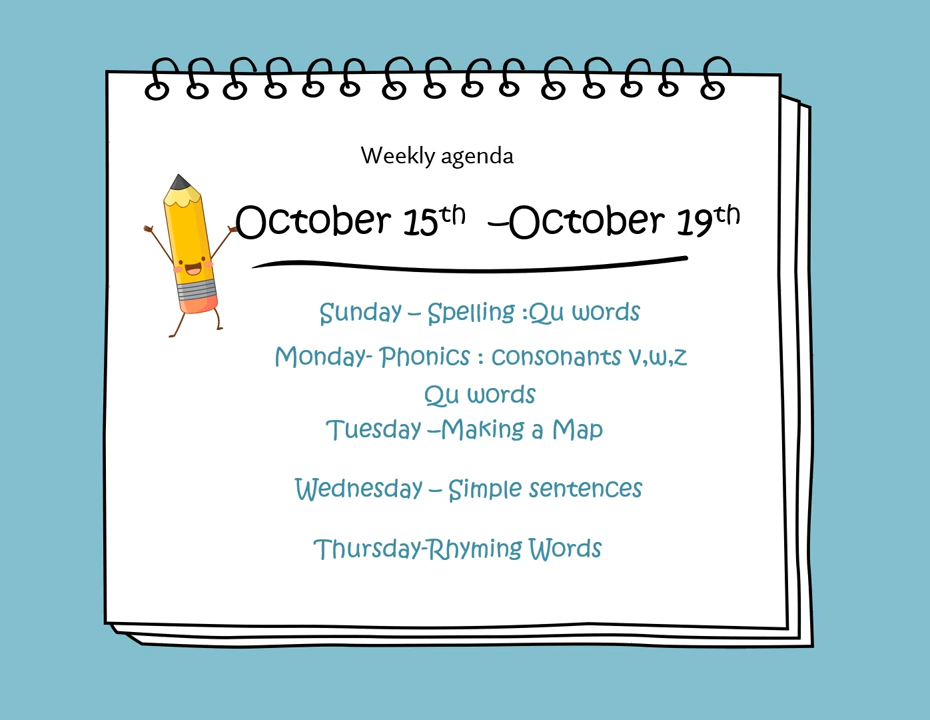 Weekly agenda
October 15th –October 19th
Sunday – Spelling :Qu words
Monday- Phonics : consonants v,w,z
Qu words
Tuesday –Making a Map
Wednesday – Simple sentences
Thursday-Rhyming Words